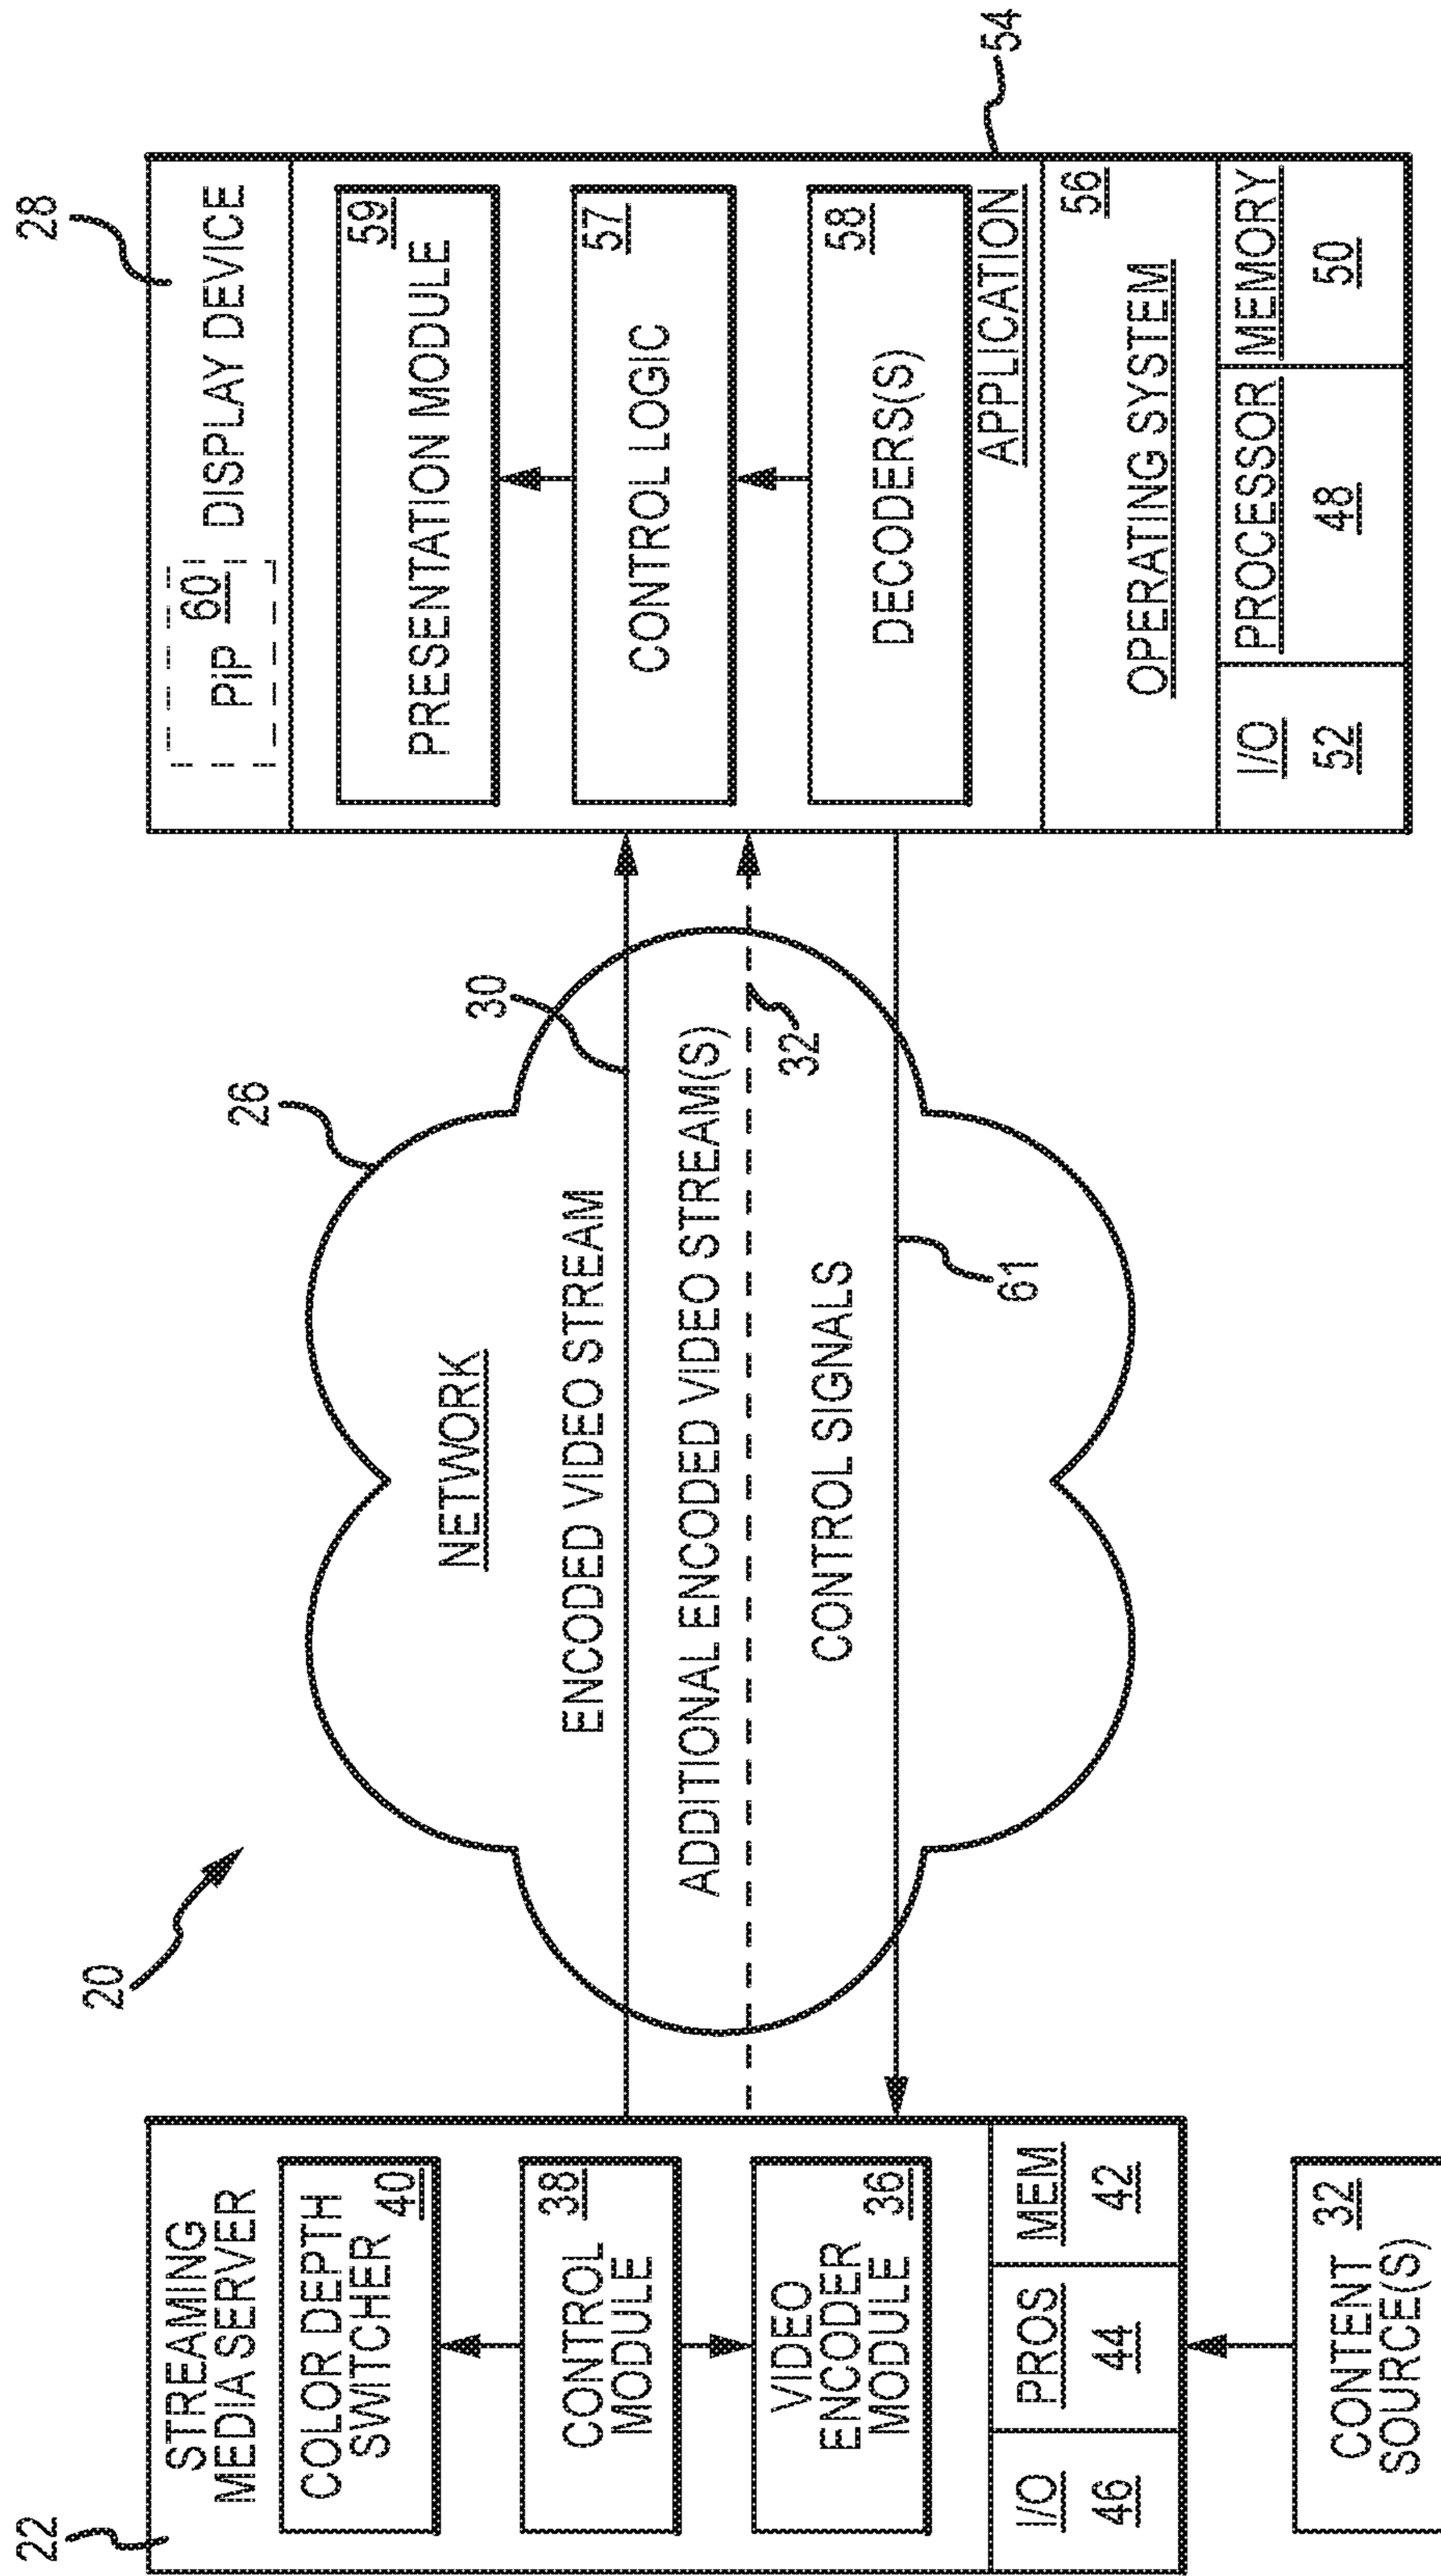 20
22
STREAMING
MEDIA SERVER
COLOR DEPTH
SWITCHER
40
CONTROL
MODULE
38
VIDEO
ENCODER
MODULE
36
I/O
46
PROS
44
MEM
42
CONTENT
SOURCE(S)
32
26
NETWORK
ENCODED VIDEO STREAM
30
ADDITIONAL ENCODED VIDEO STREAM(S)
32
CONTROL SIGNALS
61
28
PiP 60
DISPLAY DEVICE
PRESENTATION MODULE
59
CONTROL LOGIC
57
DECODERS(S)
58
APPLICATION
54
OPERATING SYSTEM
56
I/O
52
PROCESSOR
48
MEMORY
50